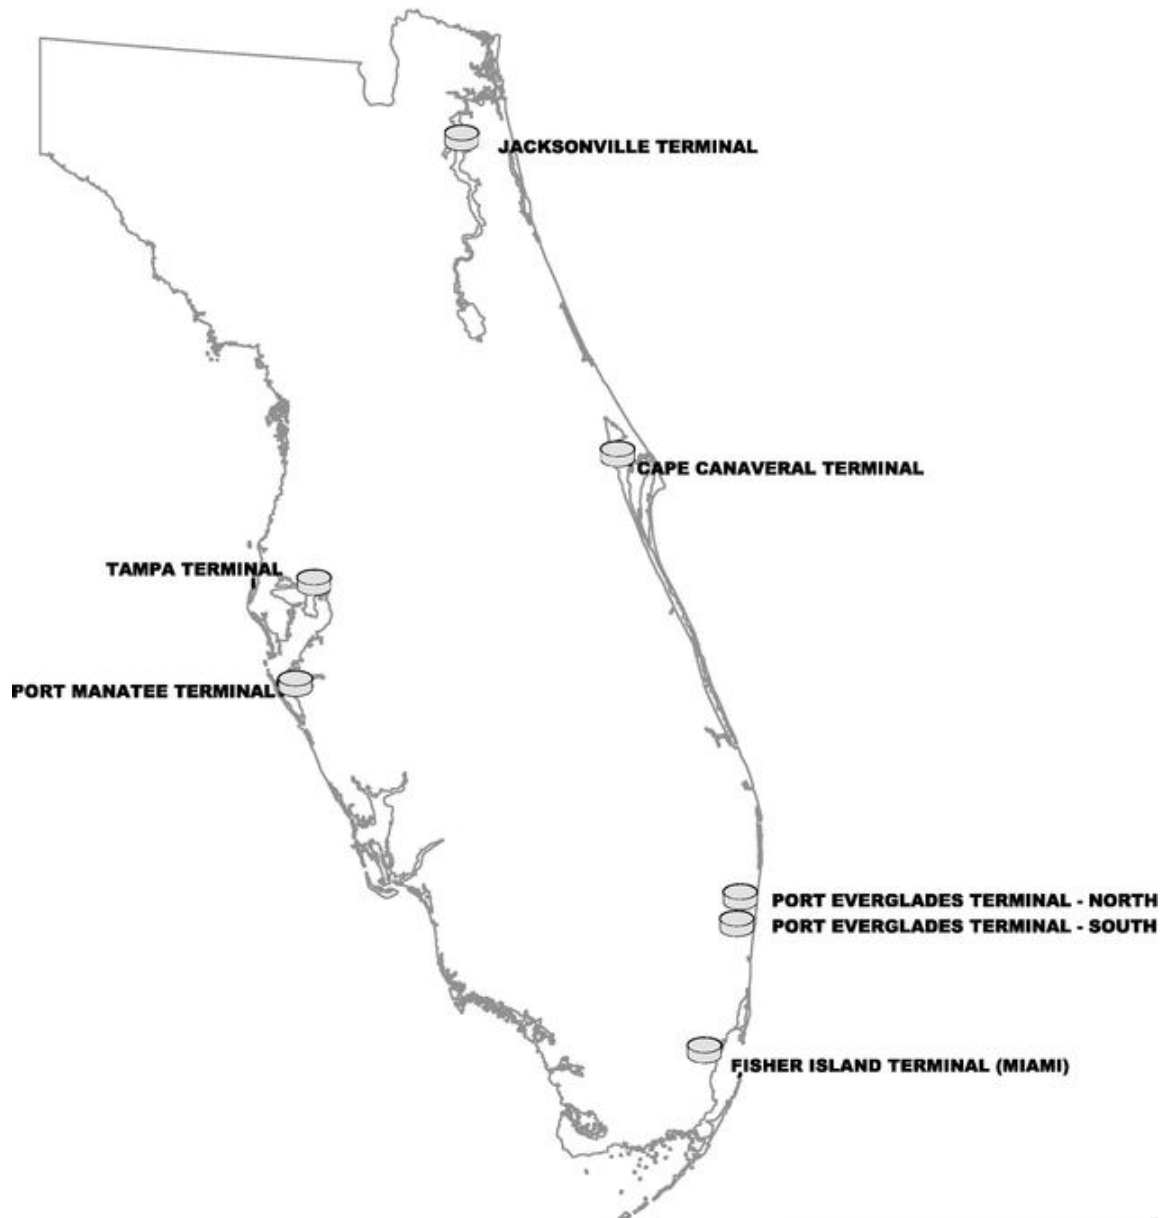 JACKSONVILLE TERMINAL
CAPE CANAVERAL TERMINAL
TAMPA TERMINAL
PORT MANATEE TERMINAL
PORT EVERGLADES TERMINAL - NORTH
PORT EVERGLADES TERMINAL - SOUTH
FISHER ISLAND TERMINAL (MIAMI)